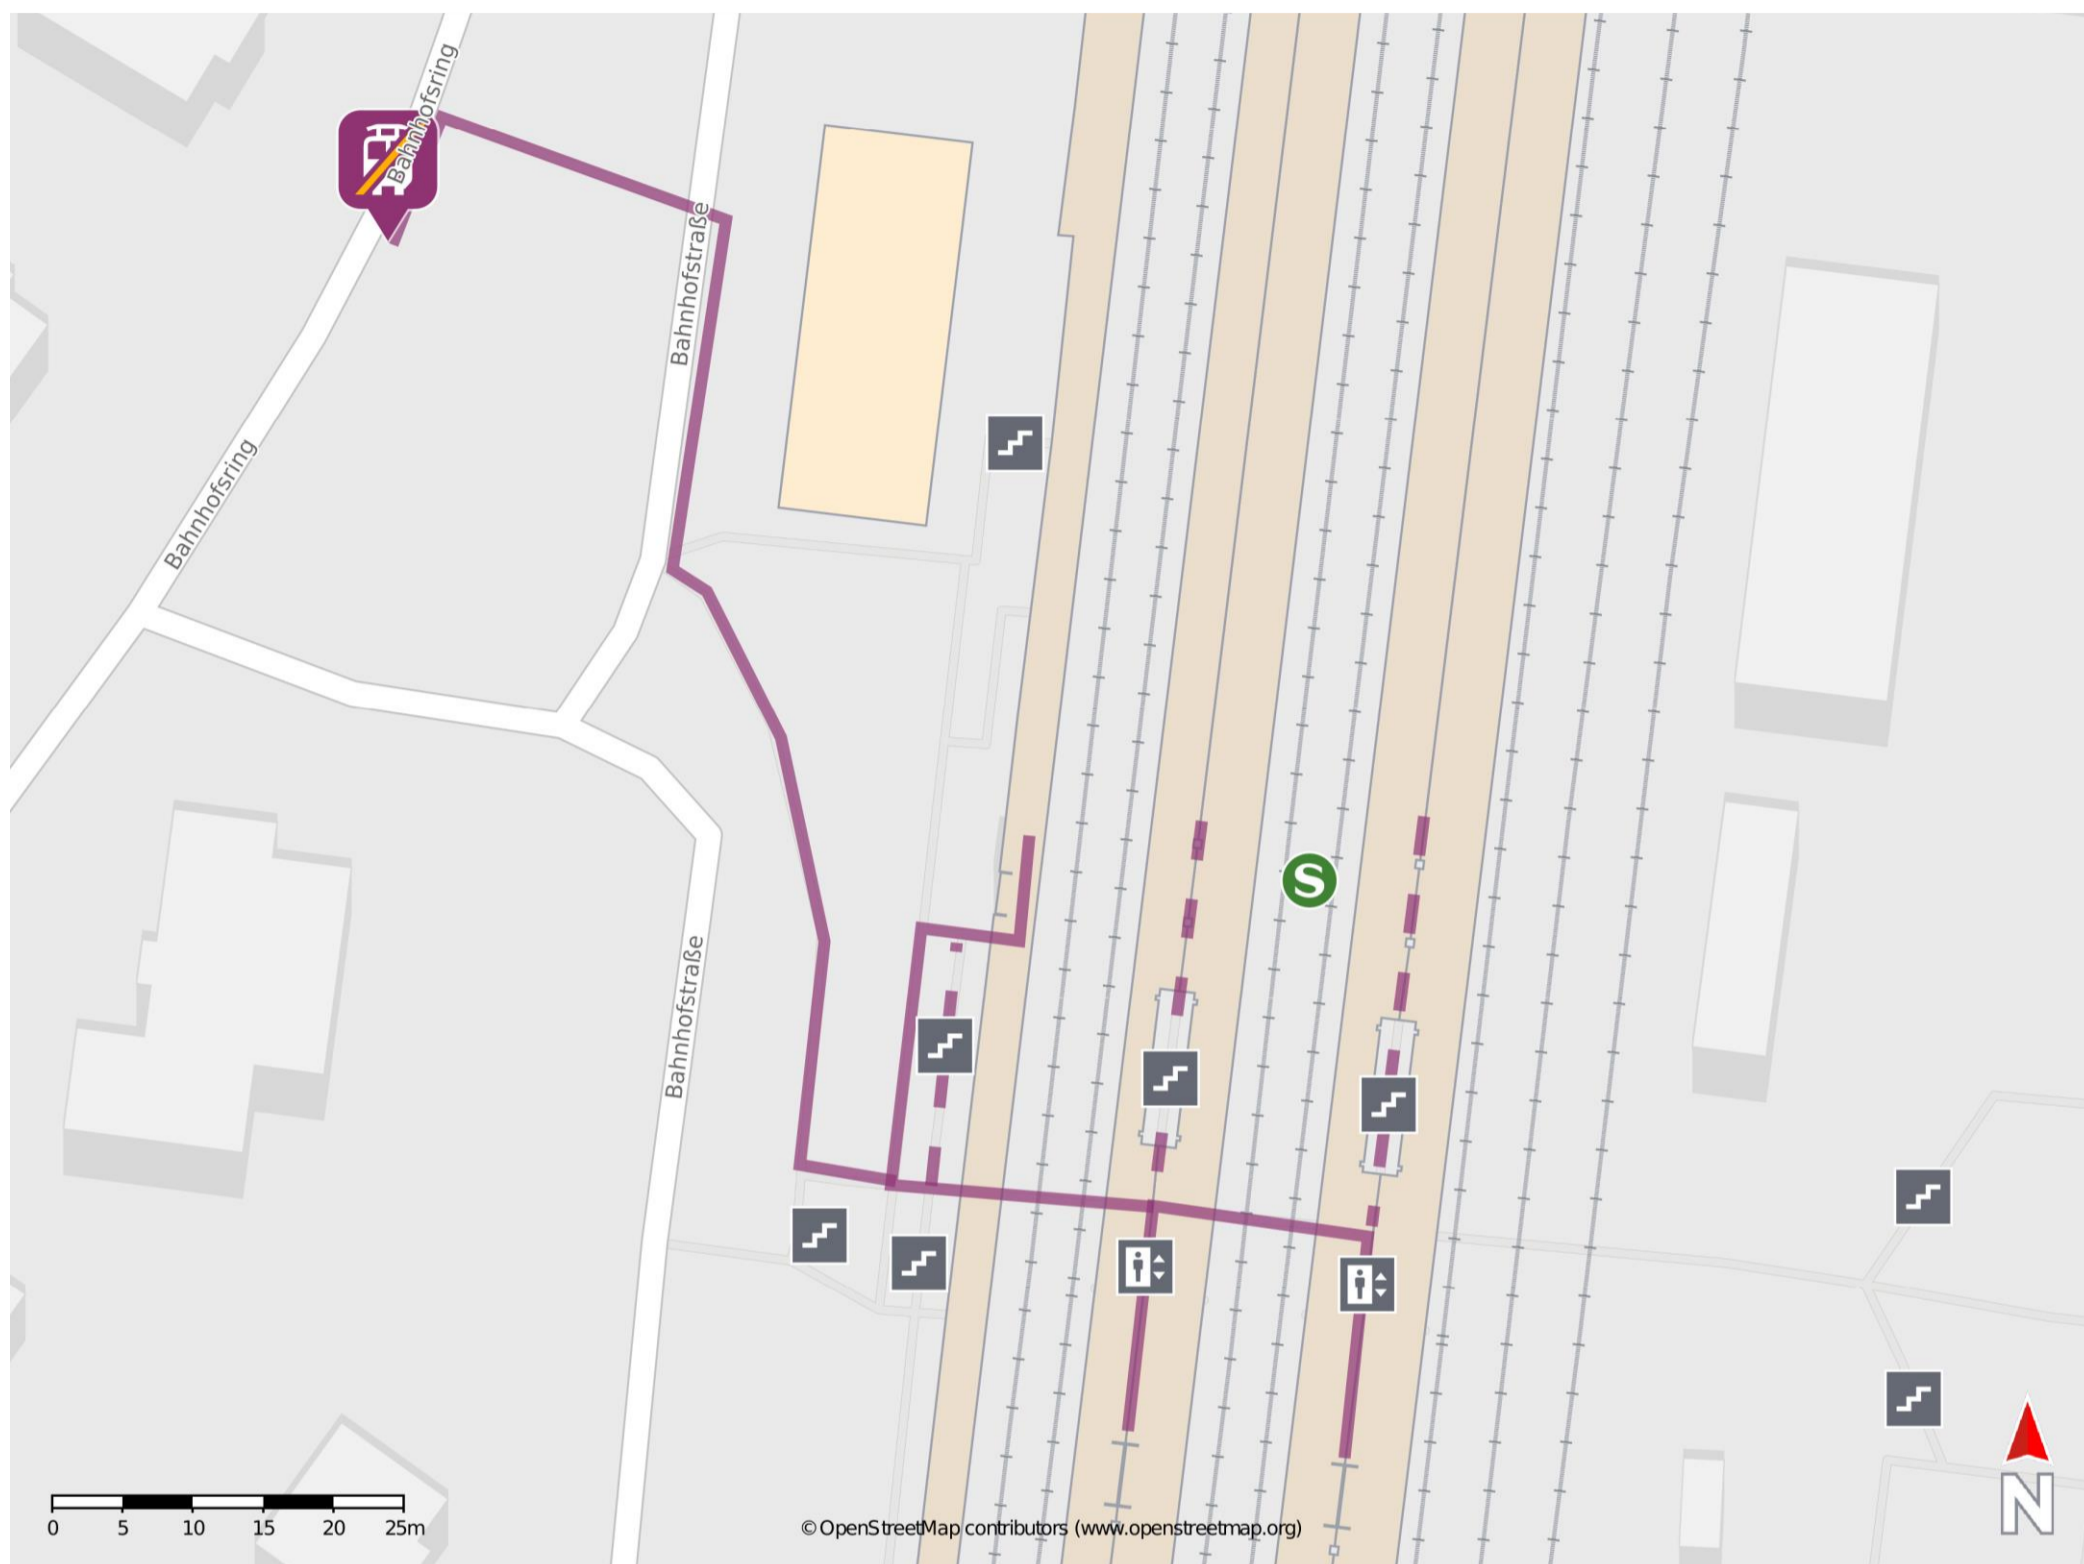 Bahnhofsring
Bahnhofstraße
Bahnhofsring
S
Bahnhofstraße
0 5 10 15 20 25m
© OpenStreetMap contributors (www.openstreetmap.org)
N